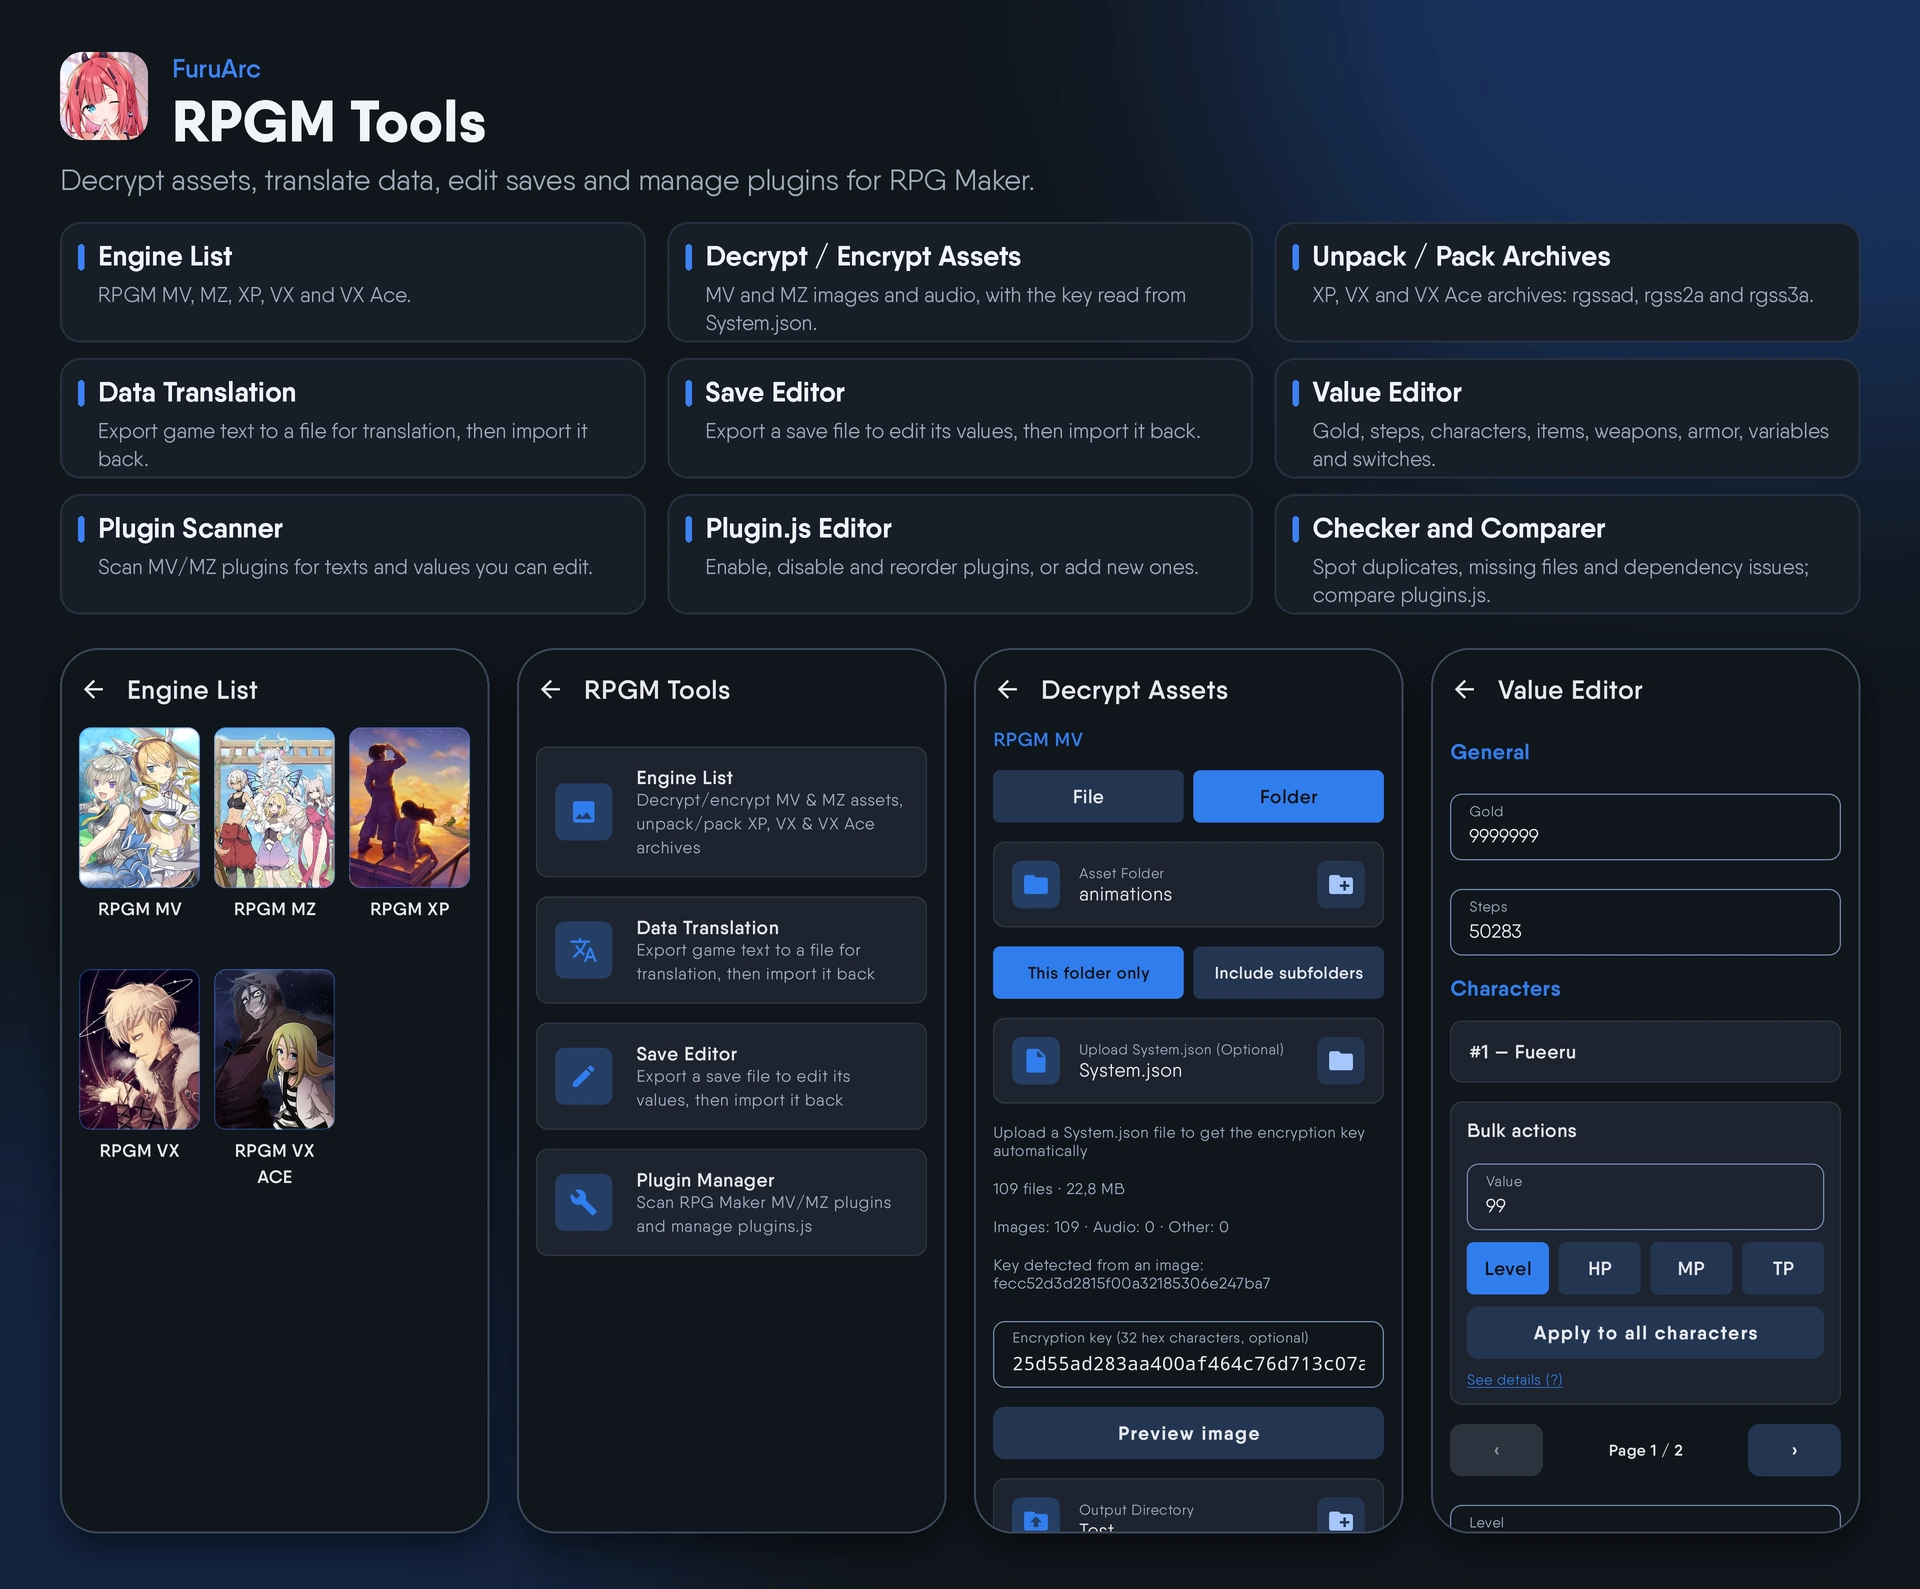 FuruArc
RPGM Tools
Decrypt assets, translate data, edit saves and manage plugins for RPG Maker.
Engine List
RPGM MV, MZ, XP, VX and VX Ace.
Decrypt / Encrypt Assets
MV and MZ images and audio, with the key read from
System.json.
Unpack / Pack Archives
XP, VX and VX Ace archives: rgssad, rgss2a and rgss3a.
Data Translation
Export game text to a file for translation, then import it
back.
Save Editor
Export a save file to edit its values, then import it back.
Value Editor
Gold, steps, characters, items, weapons, armor, variables
and switches.
Plugin Scanner
Scan MV/MZ plugins for texts and values you can edit.
Plugin.js Editor
Enable, disable and reorder plugins, or add new ones.
Checker and Comparer
Spot duplicates, missing files and dependency issues;
compare plugins.js.
Engine List
RPGM MV
RPGM MZ
RPGM XP
RPGM VX
RPGM VX
ACE
RPGM Tools
Engine List
Decrypt/encrypt MV & MZ assets,
unpack/pack XP, VX & VX Ace
archives
Data Translation
Export game text to a file for
translation, then import it back
Save Editor
Export a save file to edit its
values, then import it back
Plugin Manager
Scan RPG Maker MV/MZ plugins
and manage plugins.js
Decrypt Assets
RPGM MV
File
Folder
Asset Folder
animations
This folder only
Include subfolders
Upload System.json (Optional)
System.json
Upload a System.json file to get the encryption key
automatically
109 files · 22,8 MB
Images: 109 · Audio: 0 · Other: 0
Key detected from an image:
fecc52d3d2815f00a32185306e247ba7
Encryption key (32 hex characters, optional)
25d55ad283aa400af464c76d713c07a
Preview image
Output Directory
Test
Value Editor
General
Gold
9999999
Steps
50283
Characters
#1 – Fueeru
Bulk actions
Value
99
Level
HP
MP
TP
Apply to all characters
See details (?)
‹
Page 1 / 2
›
Level